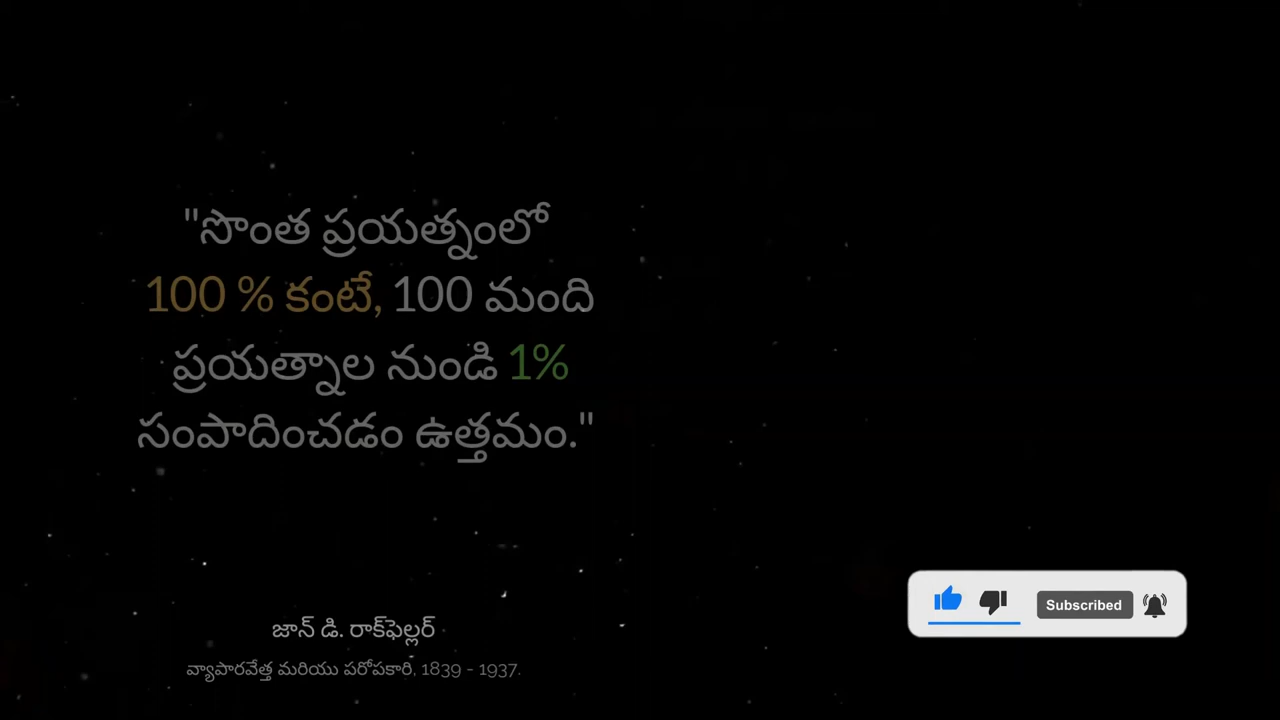 "సొంత ప్రయత్నంలో
100 % కంటే, 100 మంది
ప్రయత్నాల నుండి 1%
సంపాదించడం ఉత్తమం."
జాన్ డి. రాక్‌ఫెల్లర్
వ్యాపారవేత్త మరియు పరోపకారి, 1839 - 1937.
Subscribed